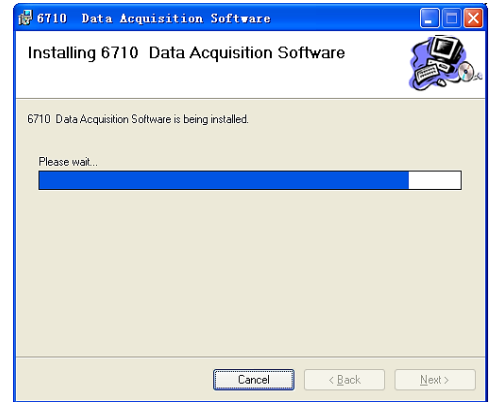 6710 Data Acquisition Software
Installing 6710 Data Acquisition Software
6710 Data Acquisition Software is being installed.
Please wait...
Cancel
< Back
Next >